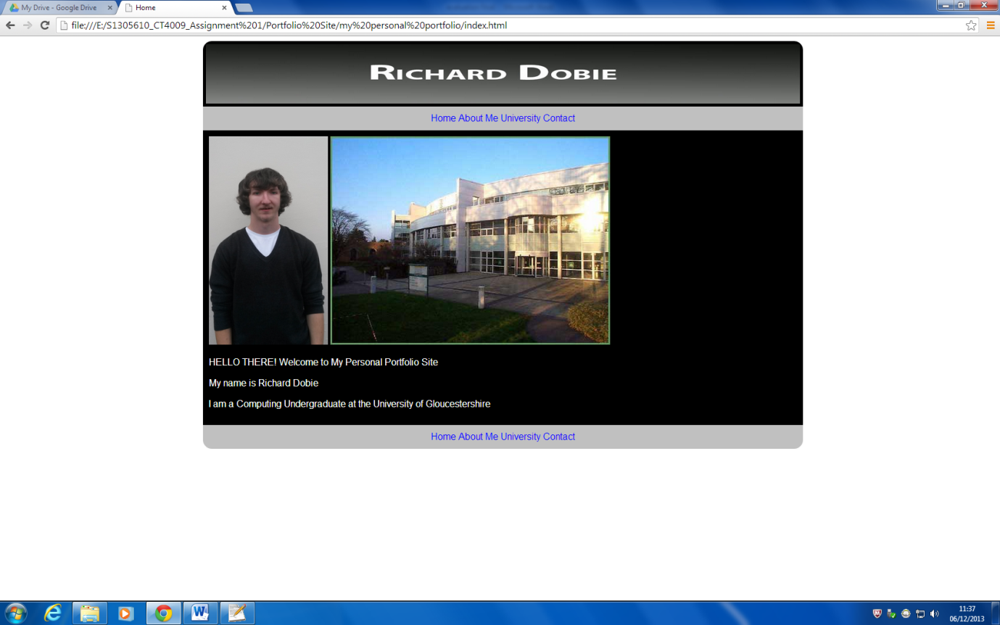 My Drive - Google Drive
Home
file:///E:/S1305610_CT4009_Assignment%201/Portfolio%20Site/my%20personal%20portfolio/index.html
RICHARD DOBIE
Home About Me University Contact
HELLO THERE! Welcome to My Personal Portfolio Site
My name is Richard Dobie
I am a Computing Undergraduate at the University of Gloucestershire
Home About Me University Contact
11:37
06/12/2013